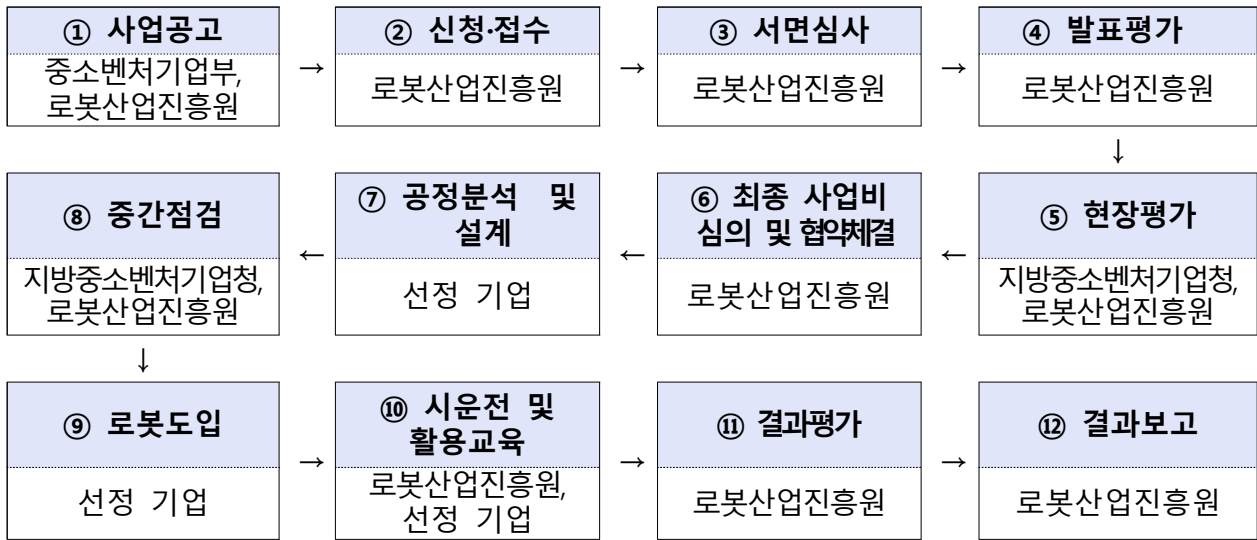 ① 사업공고
중소벤처기업부,
로봇산업진흥원
→
② 신청·접수
로봇산업진흥원
→
③ 서면심사
로봇산업진흥원
→
④ 발표평가
로봇산업진흥원
↓
⑤ 현장평가
지방중소벤처기업청,
로봇산업진흥원
←
⑥ 최종 사업비
심의 및 협약체결
로봇산업진흥원
←
⑦ 공정분석 및
설계
선정 기업
←
⑧ 중간점검
지방중소벤처기업청,
로봇산업진흥원
↓
⑨ 로봇도입
선정 기업
→
⑩ 시운전 및
활용교육
로봇산업진흥원,
선정 기업
→
⑪ 결과평가
로봇산업진흥원
→
⑫ 결과보고
로봇산업진흥원